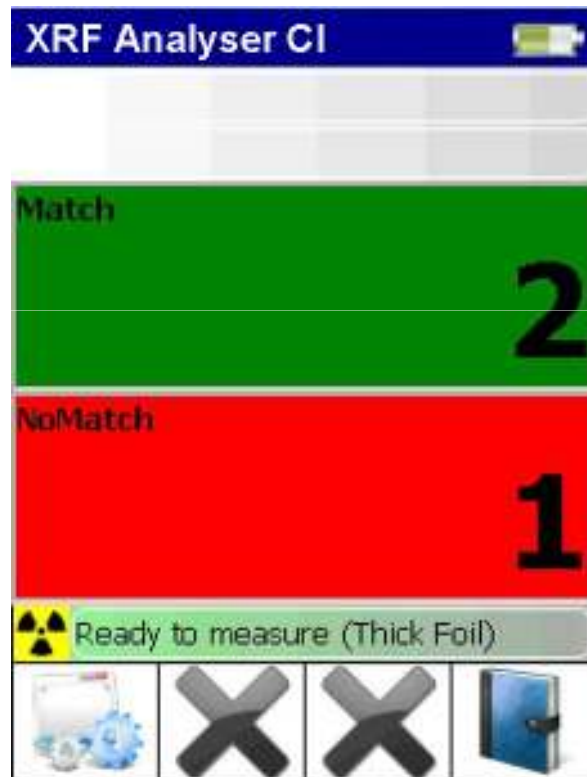 XRF Analyser CI
Match
2
NoMatch
1
Ready to measure (Thick Foil)